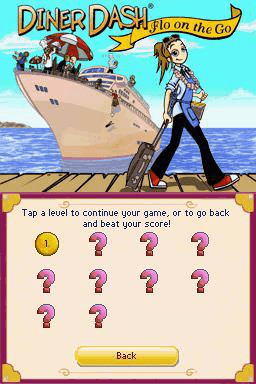 DINER DASH®
Flo on the Go
Tap a level to continue your game, or to go back
and beat your score!
1 ? ? ?
? ? ? ?
? ?
Back